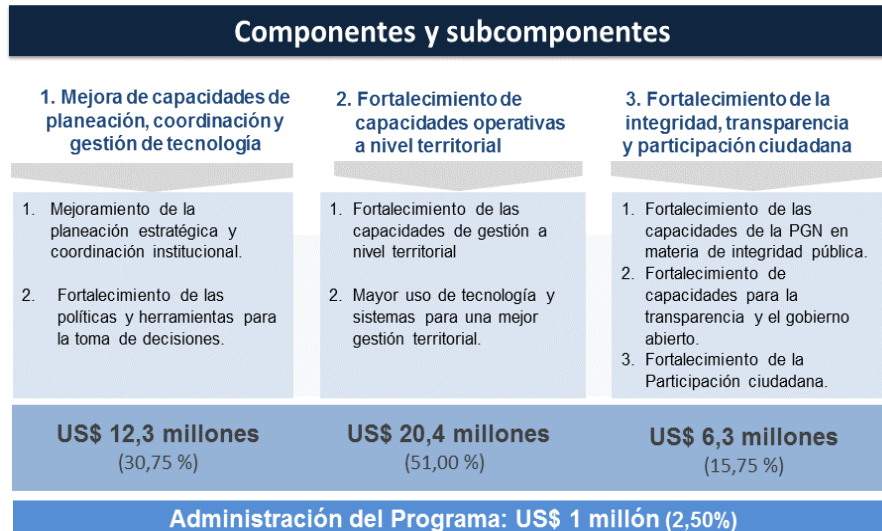 Componentes y subcomponentes
1. Mejora de capacidades de
planeación, coordinación y
gestión de tecnología
2. Fortalecimiento de
capacidades operativas
a nivel territorial
3. Fortalecimiento de la
integridad, transparencia
y participación ciudadana
1. Mejoramiento de la
planeación estratégica y
coordinación institucional.
2. Fortalecimiento de las
políticas y herramientas para
la toma de decisiones.
1. Fortalecimiento de las
capacidades de gestión a
nivel territorial
2. Mayor uso de tecnología y
sistemas para una mejor
gestión territorial.
1. Fortalecimiento de las
capacidades de la PGN en
materia de integridad pública.
2. Fortalecimiento de
capacidades para la
transparencia y el gobierno
abierto.
3. Fortalecimiento de la
Participación ciudadana.
US$ 12,3 millones
(30,75 %)
US$ 20,4 millones
(51,00 %)
US$ 6,3 millones
(15,75 %)
Administración del Programa: US$ 1 millón (2,50%)